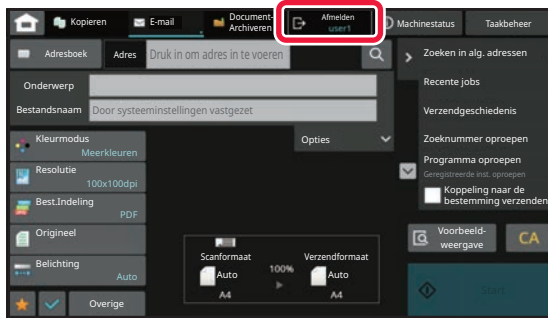 Kopieren
E-mail
Document-
Archiveren
Afmelden
user1
Machinestatus
Taakbeheer
Adresboek
Adres
Druk in om adres in te voeren
Zoeken in alg. adressen
Onderwerp
Recente jobs
Bestandsnaam
Door systeeminstellingen vastgezet
Verzendgeschiedenis
Kleurmodus
Meerkleuren
Opties
Zoeknummer oproepen
Resolutie
100x100dpi
Programma oproepen
Geregistreerde inst. oproepen
Koppeling naar de
bestemming verzenden
Best.Indeling
PDF
Origineel
Voorbeeld-
weergave
CA
Scanformaat
Verzendformaat
Belichting
Auto
Auto
100%
Auto
A4
A4
Start
Overige